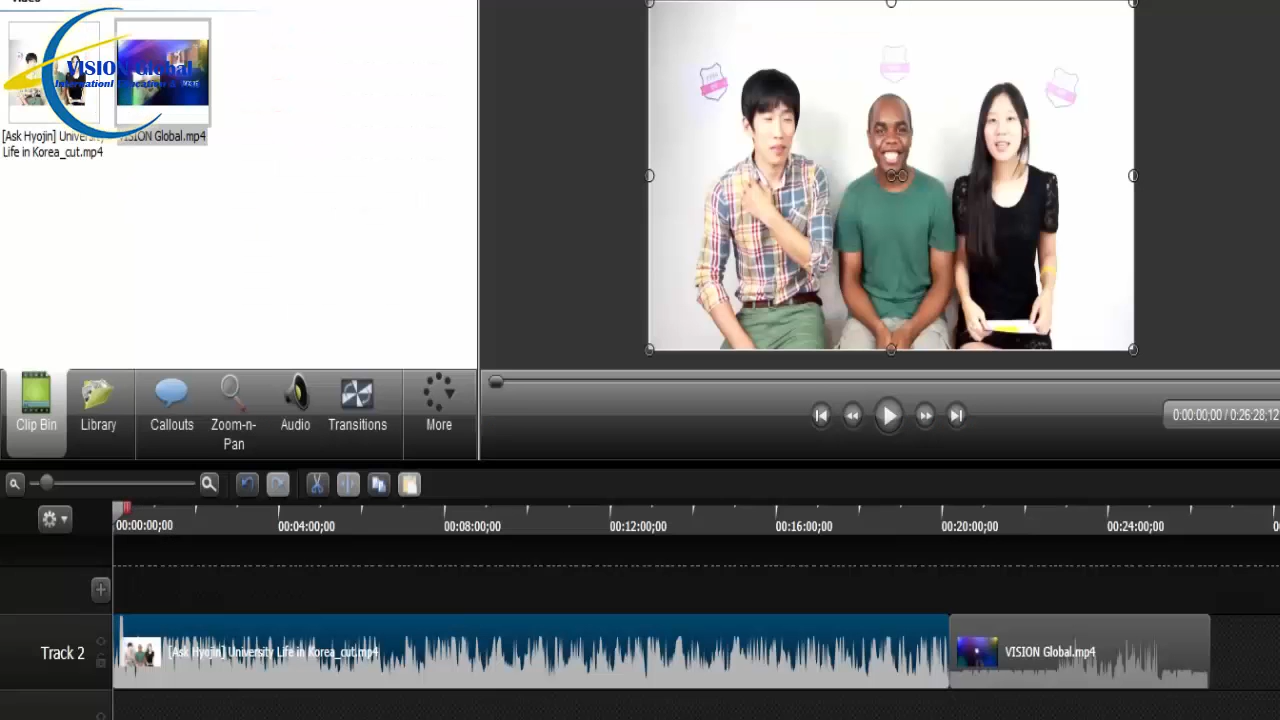 Video
VISION Global
[Ask Hyojin] University
Life in Korea_cut.mp4
VISION Global.mp4
Clip Bin
Library
Callouts
Zoom-n-
Pan
Audio
Transitions
More
0:00:00;00 / 0:26:28;12
00:00:00;00
00:04:00;00
00:08:00;00
00:12:00;00
00:16:00;00
00:20:00;00
00:24:00;00
Track 2
[Ask Hyojin] University Life in Korea_cut.mp4
VISION Global.mp4